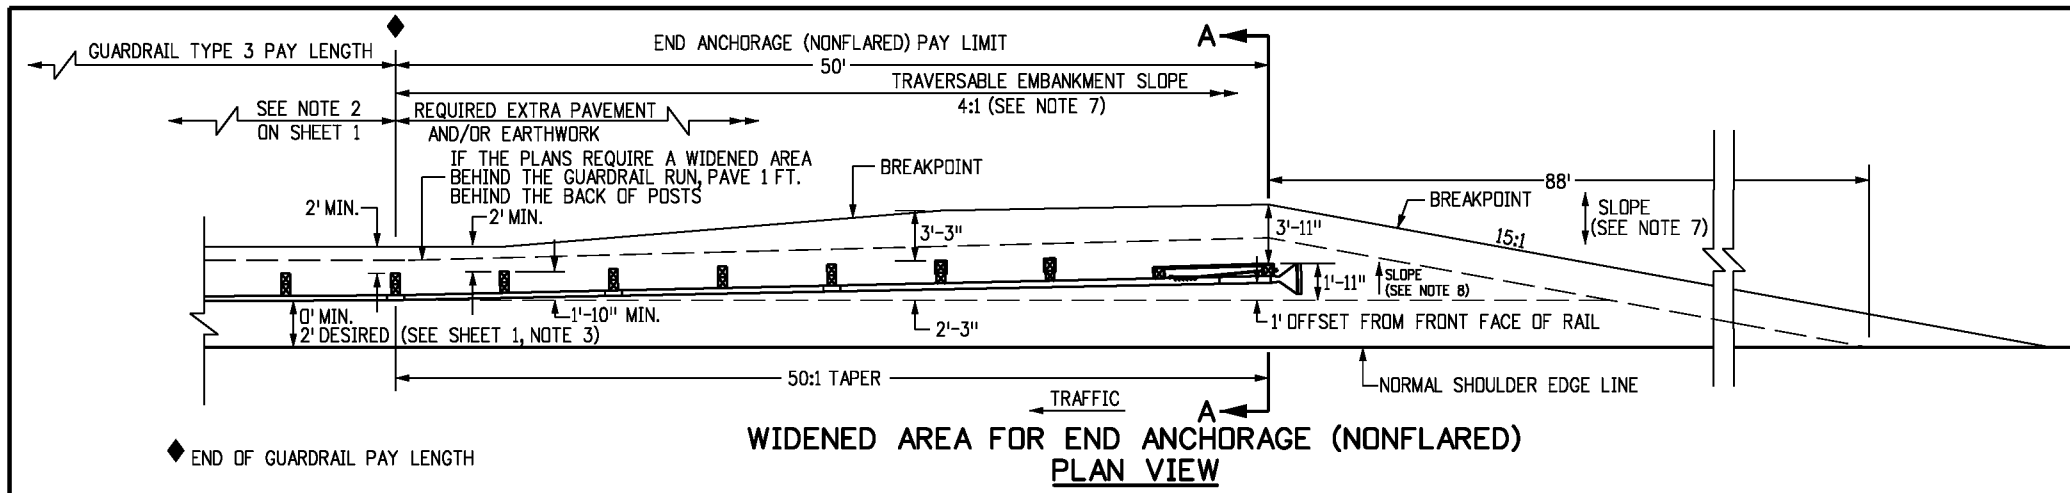 GUARDRAIL TYPE 3 PAY LENGTH
END ANCHORAGE (NONFLARED) PAY LIMIT
50'
A
TRAVERSABLE EMBANKMENT SLOPE
4:1 (SEE NOTE 7)
SEE NOTE 2
ON SHEET 1
REQUIRED EXTRA PAVEMENT
AND/OR EARTHWORK
IF THE PLANS REQUIRE A WIDENED AREA
BEHIND THE GUARDRAIL RUN, PAVE 1 FT.
BEHIND THE BACK OF POSTS
BREAKPOINT
88'
2' MIN.
2' MIN.
BREAKPOINT
SLOPE
(SEE NOTE 7)
3'-3"
3'-11"
15:1
1'-11"
SLOPE
(SEE NOTE 8)
0' MIN.
2' DESIRED (SEE SHEET 1, NOTE 3)
1'-10" MIN.
2'-3"
1' OFFSET FROM FRONT FACE OF RAIL
50:1 TAPER
NORMAL SHOULDER EDGE LINE
TRAFFIC
A
WIDENED AREA FOR END ANCHORAGE (NONFLARED)
PLAN VIEW
END OF GUARDRAIL PAY LENGTH